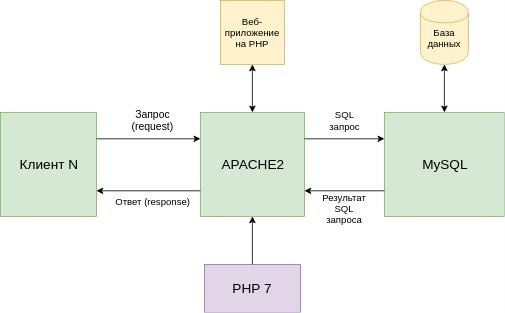 Веб-
приложение
на PHP
База
данных
Запрос
(request)
SQL
запрос
Клиент N
APACHE2
MySQL
Ответ (response)
Результат
SQL
запроса
PHP 7